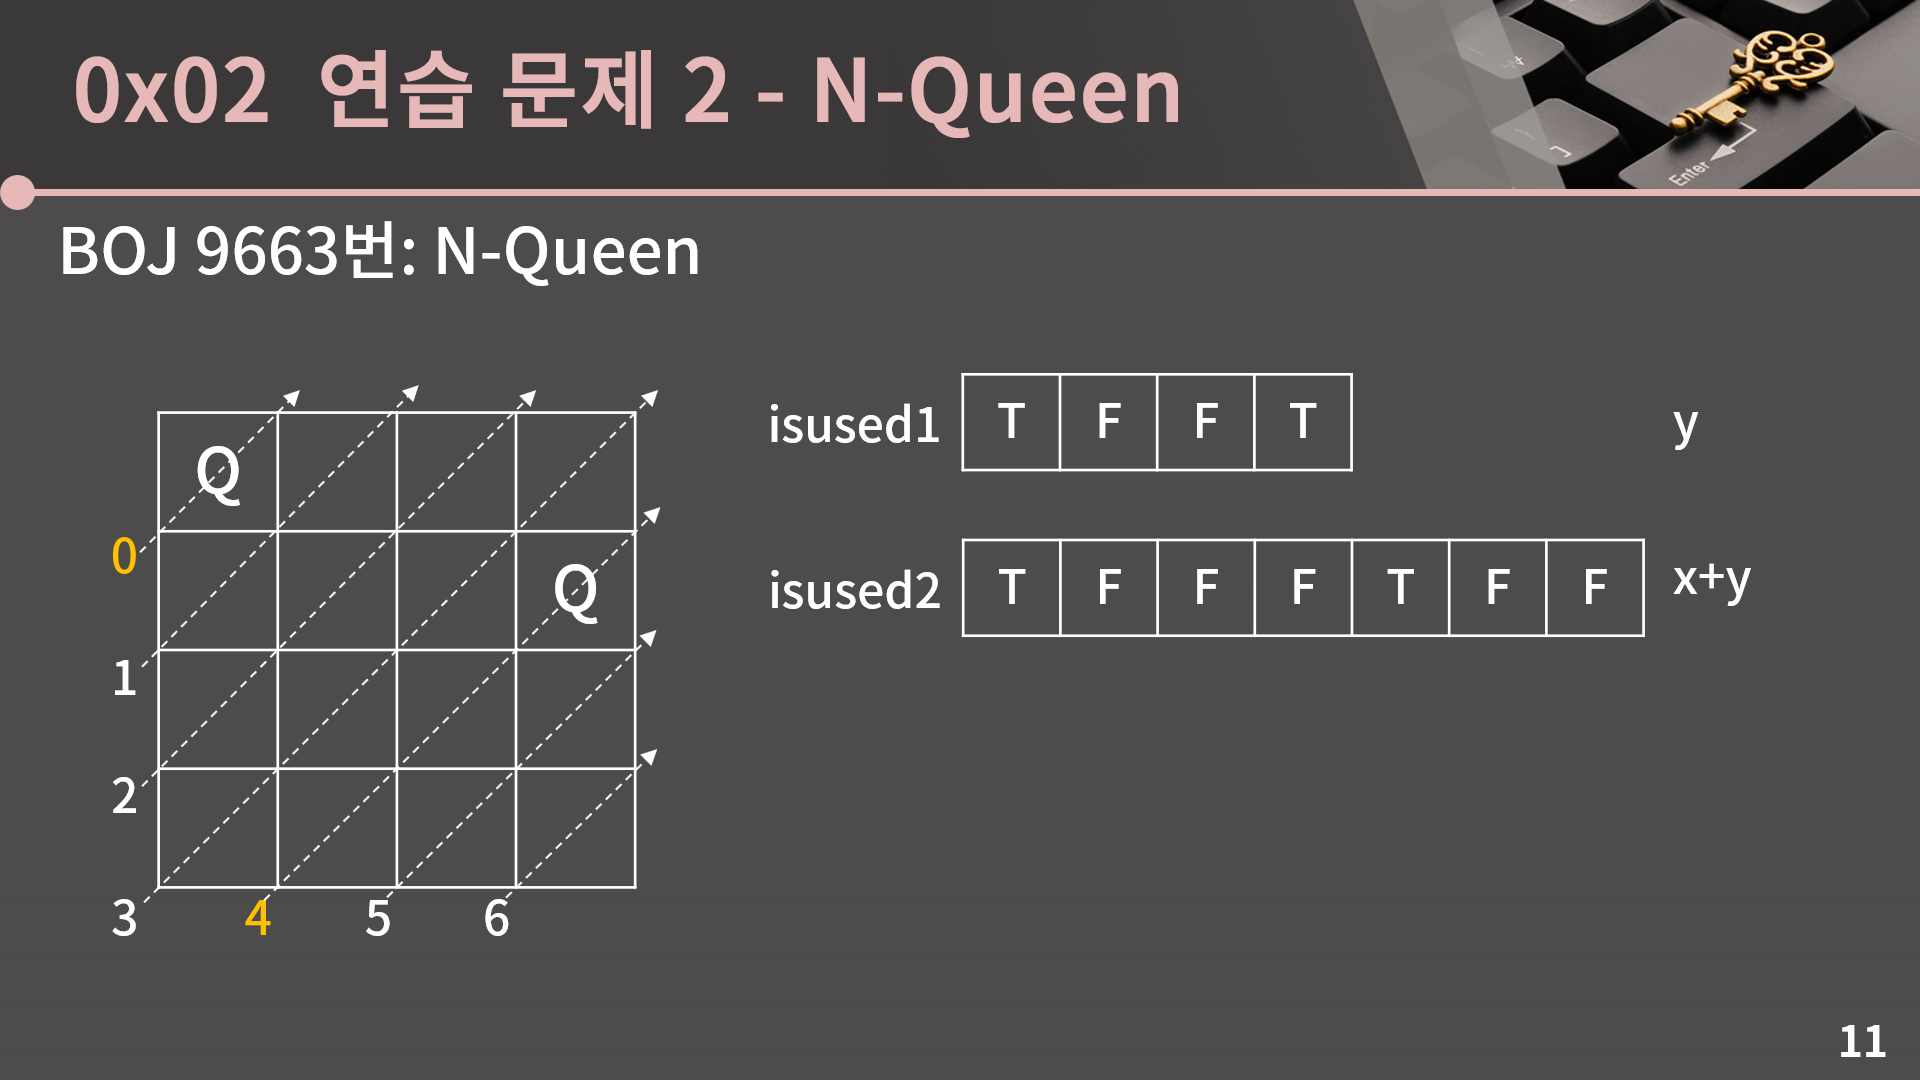 0x02 연습 문제 2 - N-Queen
Enter
BOJ 9663번: N-Queen
Q
Q
0
1
2
3 4 5 6
isused1 T F F T y
isused2 T F F F T F F x+y
11